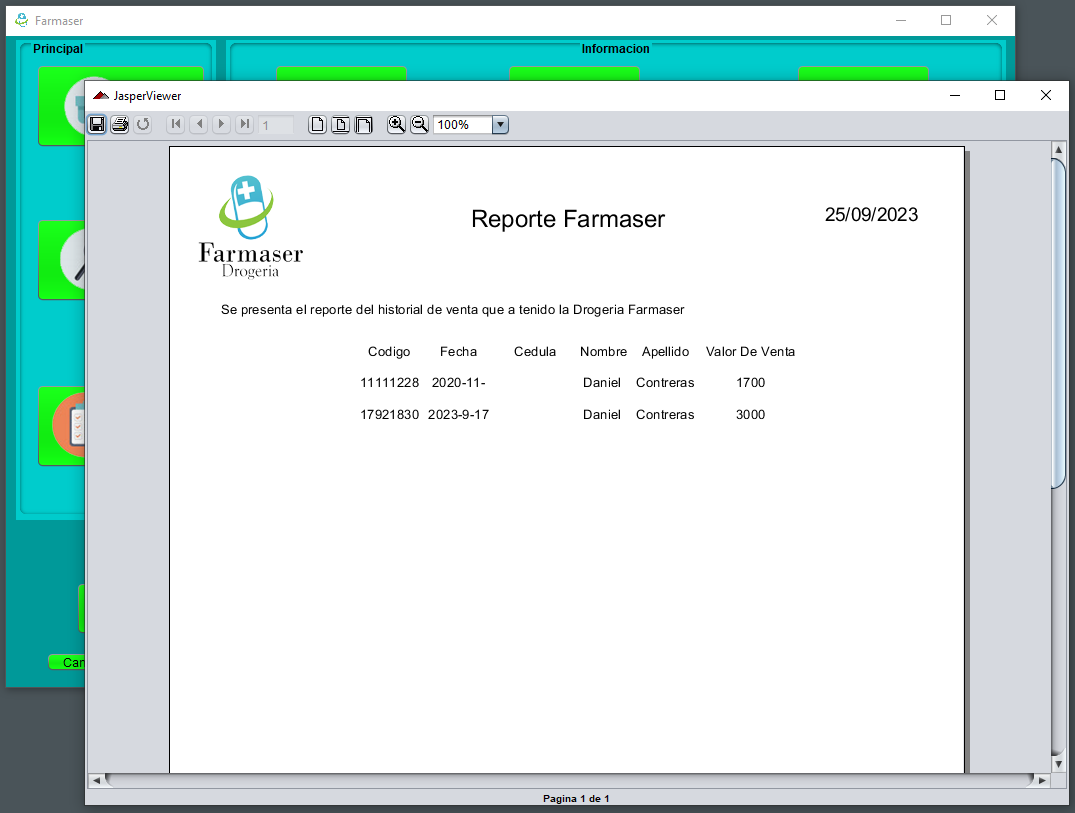 Farmaser
Principal
Informacion
JasperViewer
1
100%
Farmaser
Drogeria
Reporte Farmaser
25/09/2023
Se presenta el reporte del historial de venta que a tenido la Drogeria Farmaser
Codigo Fecha Cedula Nombre Apellido Valor De Venta
11111228 2020-11- Daniel Contreras 1700
17921830 2023-9-17 Daniel Contreras 3000
Pagina 1 de 1